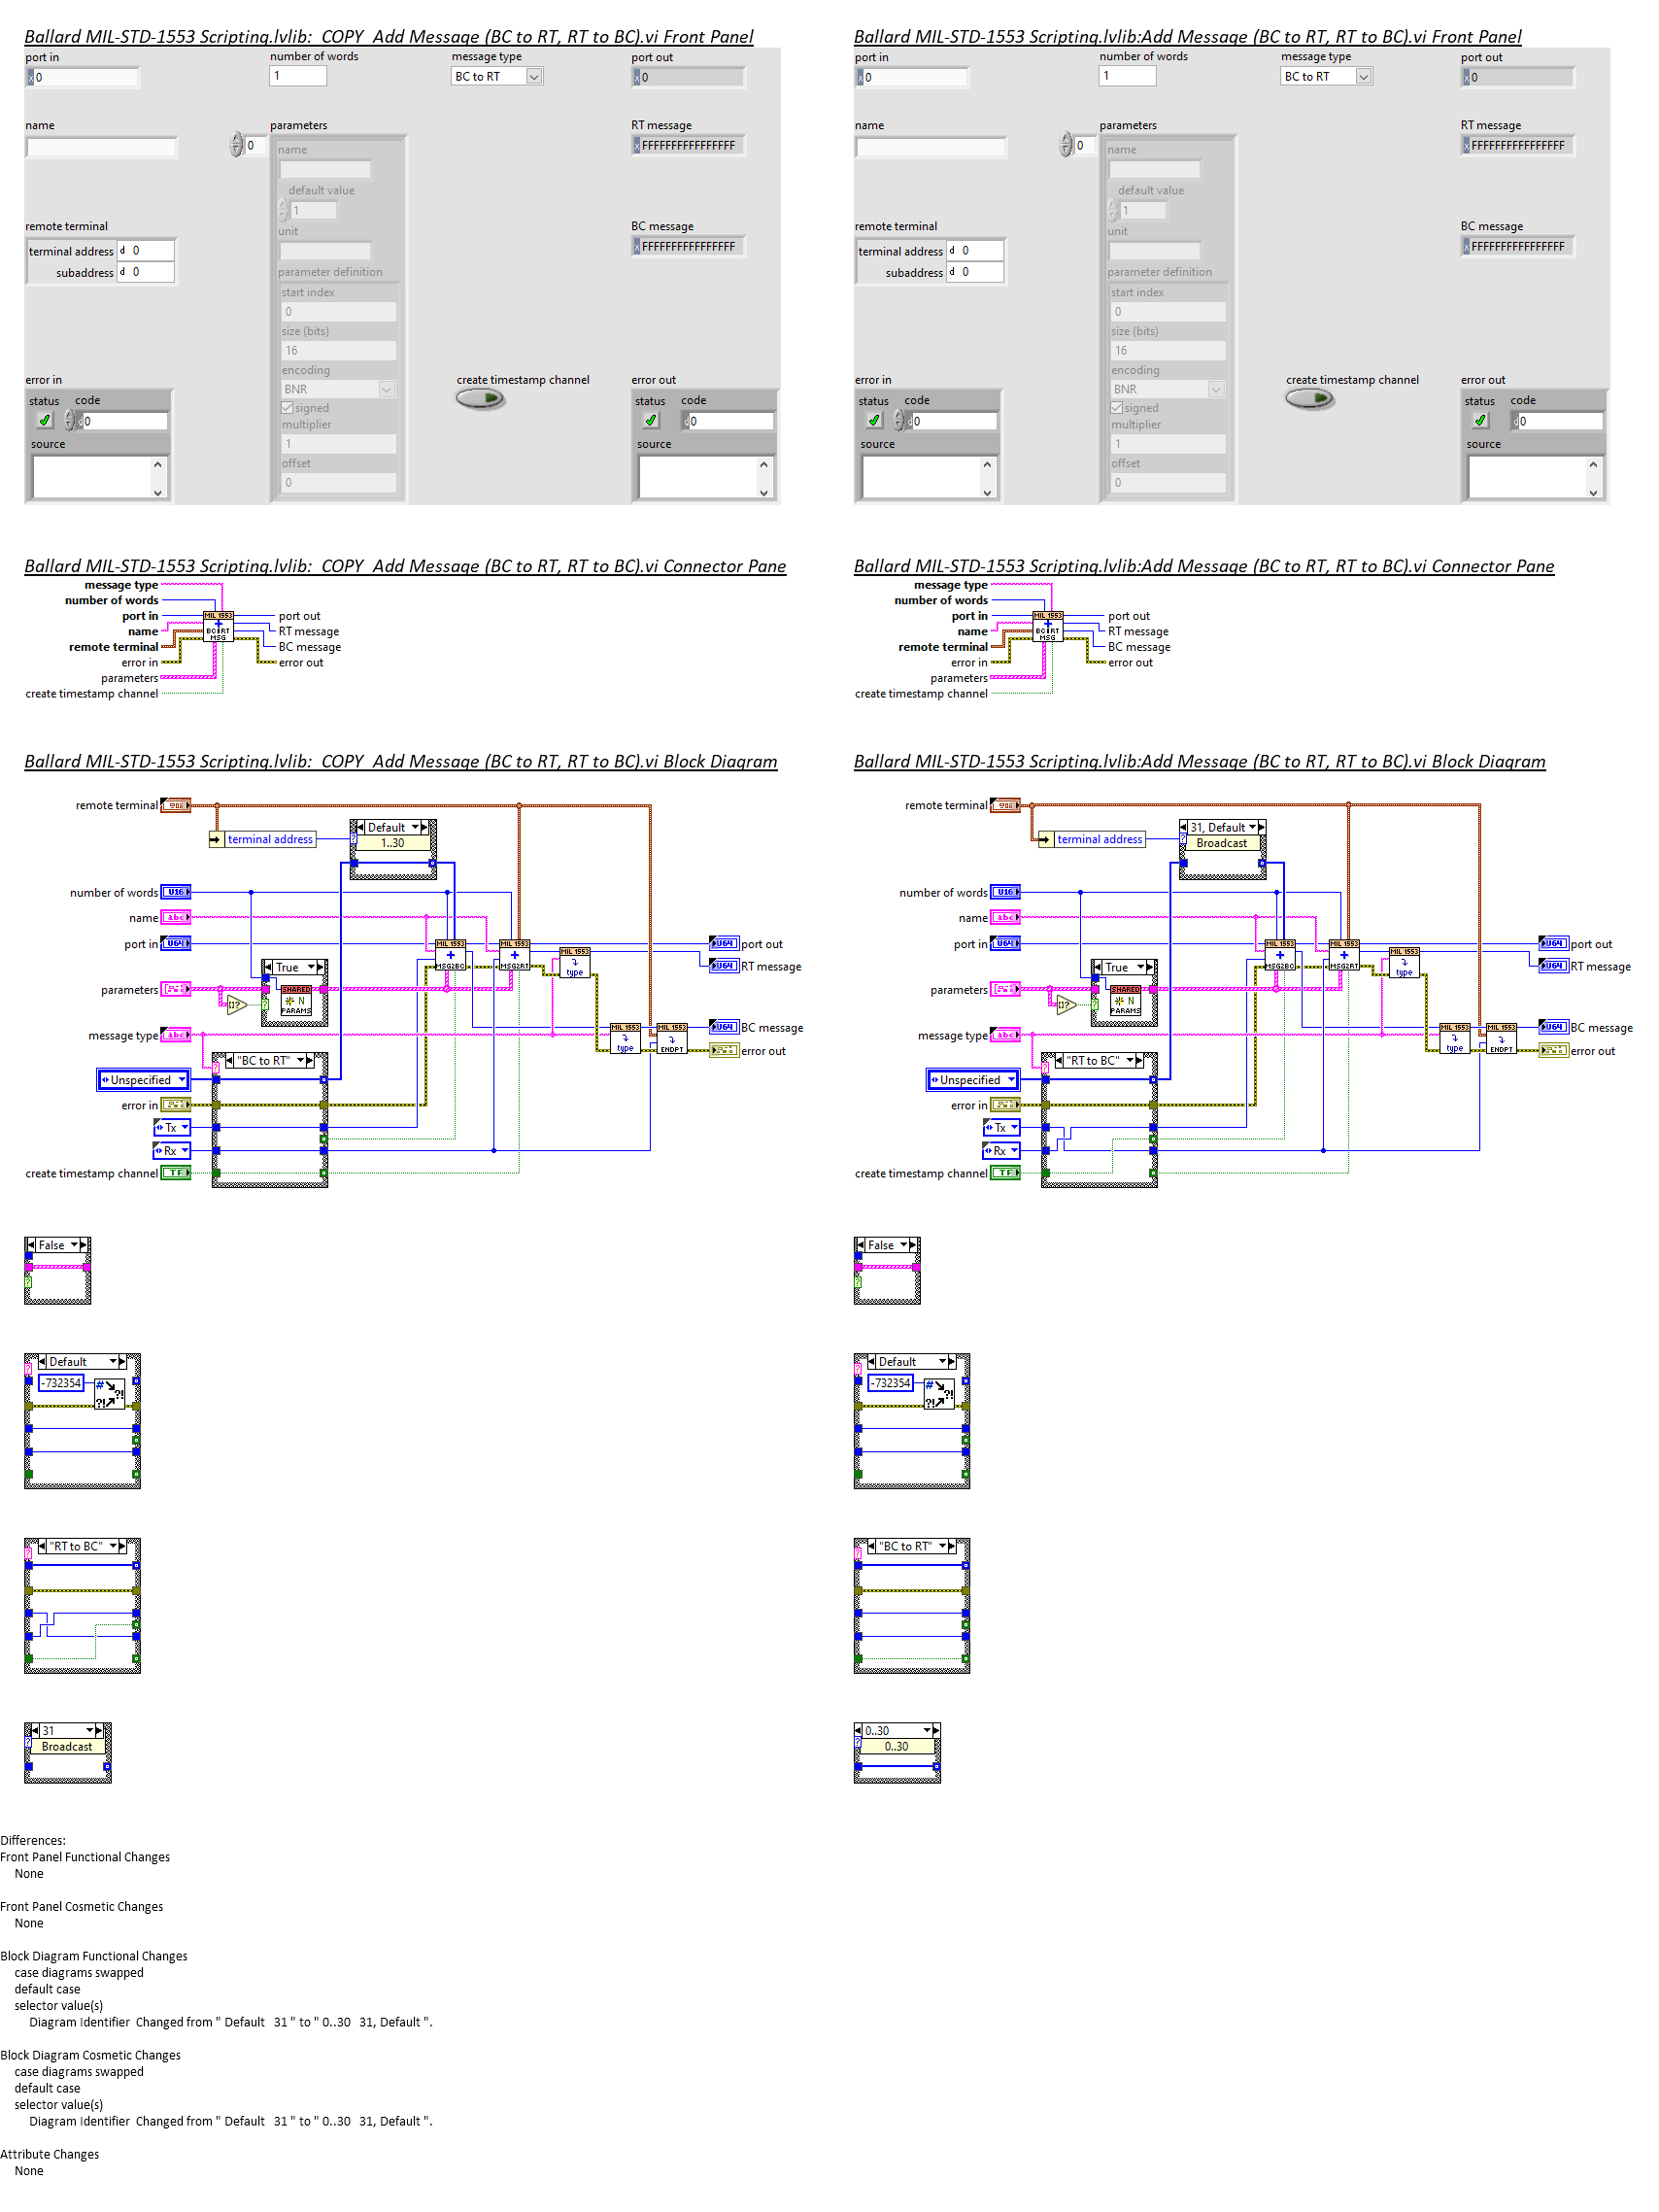 Ballard MIL-STD-1553 Scripting.lvlib:  COPY  Add Message (BC to RT, RT to BC).vi Front Panel
port in
number of words
message type
port out
x 0
1
BC to RT
x 0
name
parameters
RT message
0
name
x FFFFFFFFFFFFFFFF
default value
1
remote terminal
unit
BC message
terminal address d 0
x FFFFFFFFFFFFFFFF
subaddress d 0
parameter definition
start index
0
size (bits)
16
error in
encoding
create timestamp channel
error out
status code
BNR
status code
0
signed
0
source
multiplier
source
1
offset
0
Ballard MIL-STD-1553 Scripting.lvlib:Add Message (BC to RT, RT to BC).vi Front Panel
port in
number of words
message type
port out
x 0
1
BC to RT
x 0
name
parameters
RT message
0
name
x FFFFFFFFFFFFFFFF
default value
1
remote terminal
unit
BC message
terminal address d 0
x FFFFFFFFFFFFFFFF
subaddress d 0
parameter definition
start index
0
size (bits)
16
error in
encoding
create timestamp channel
error out
status code
BNR
status code
0
signed
0
source
multiplier
source
1
offset
0
Ballard MIL-STD-1553 Scripting.lvlib:  COPY  Add Message (BC to RT, RT to BC).vi Connector Pane
message type
number of words
port in
MIL 1553
port out
name
BC RT
MSG
RT message
remote terminal
BC message
error in
error out
parameters
create timestamp channel
Ballard MIL-STD-1553 Scripting.lvlib:Add Message (BC to RT, RT to BC).vi Connector Pane
message type
number of words
port in
MIL 1553
port out
name
BC RT
MSG
RT message
remote terminal
BC message
error in
error out
parameters
create timestamp channel
Ballard MIL-STD-1553 Scripting.lvlib:  COPY  Add Message (BC to RT, RT to BC).vi Block Diagram
remote terminal
Default
terminal address
1..30
number of words U16
name abc
port in U64
MIL 1553
MSG2BC
MIL 1553
MSG2RT
MIL 1553
type
U64 port out
U64 RT message
True
parameters
SHARED
N
PARAMS
message type abc
MIL 1553
type
MIL 1553
ENDPT
U64 BC message
error out
"BC to RT"
Unspecified
error in
Tx
Rx
create timestamp channel TF
Ballard MIL-STD-1553 Scripting.lvlib:Add Message (BC to RT, RT to BC).vi Block Diagram
remote terminal
31, Default
terminal address
Broadcast
number of words U16
name abc
port in U64
MIL 1553
MSG2BC
MIL 1553
MSG2RT
MIL 1553
type
U64 port out
U64 RT message
True
parameters
SHARED
N
PARAMS
message type abc
MIL 1553
type
MIL 1553
ENDPT
U64 BC message
error out
"RT to BC"
Unspecified
error in
Tx
Rx
create timestamp channel TF
False
False
Default
-732354
Default
-732354
"RT to BC"
"BC to RT"
31
Broadcast
0..30
0..30
Differences:
Front Panel Functional Changes
None
Front Panel Cosmetic Changes
None
Block Diagram Functional Changes
case diagrams swapped
default case
selector value(s)
Diagram Identifier  Changed from " Default   31 " to " 0..30   31, Default ".
Block Diagram Cosmetic Changes
case diagrams swapped
default case
selector value(s)
Diagram Identifier  Changed from " Default   31 " to " 0..30   31, Default ".
Attribute Changes
None